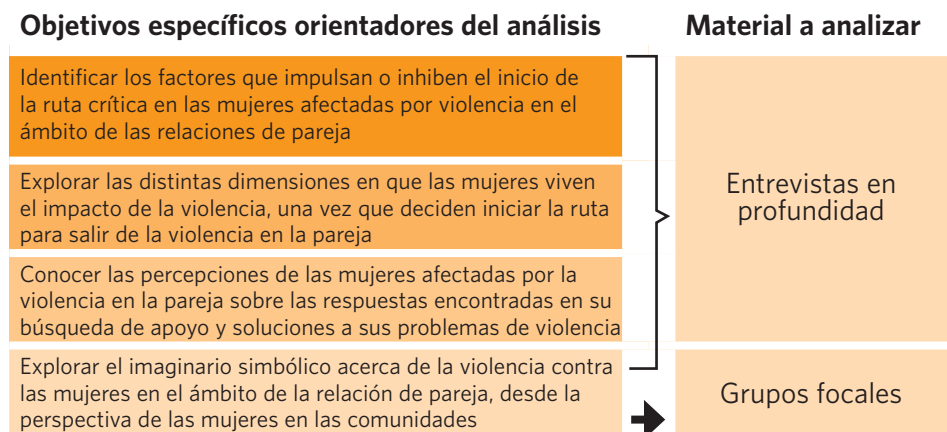 Objetivos específicos orientadores del análisis
Material a analizar
Identificar los factores que impulsan o inhiben el inicio de
la ruta crítica en las mujeres afectadas por violencia en el
ámbito de las relaciones de pareja
Explorar las distintas dimensiones en que las mujeres viven
el impacto de la violencia, una vez que deciden iniciar la ruta
para salir de la violencia en la pareja
Conocer las percepciones de las mujeres afectadas por la
violencia en la pareja sobre las respuestas encontradas en su
búsqueda de apoyo y soluciones a sus problemas de violencia
Entrevistas en
profundidad
Explorar el imaginario simbólico acerca de la violencia contra
las mujeres en el ámbito de la relación de pareja, desde la
perspectiva de las mujeres en las comunidades
Grupos focales